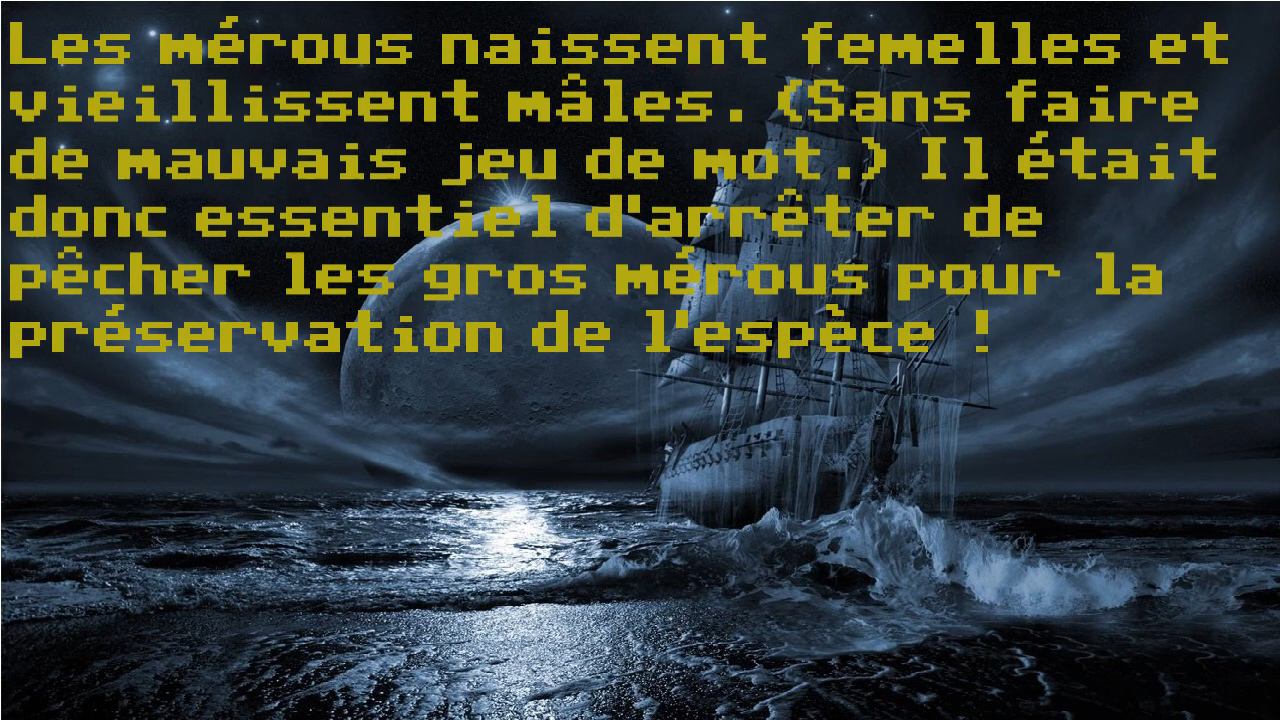 Les mérous naissent femelles et
vieillissent mâles. (Sans faire
de mauvais jeu de mot.) Il était
donc essentiel d'arrêter de
pêcher les gros mérous pour la
préservation de l'espèce !